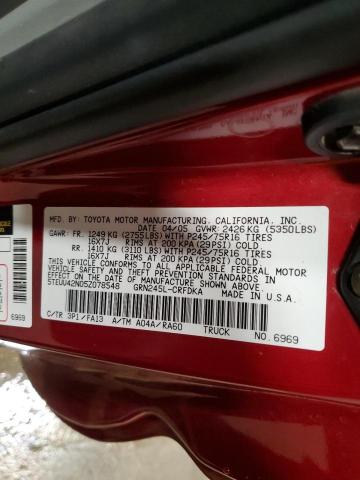 MFD. BY: TOYOTA MOTOR MANUFACTURING, CALIFORNIA, INC.
DATE 04/05 GVWR: 2426 KG (5350LBS)
GAWR: FR. 1249 KG (2755LBS) WITH P245/75R16 TIRES
16X7J RIMS AT 200 KPA (29PSI) COLD.
RR. 1410 KG (3110 LBS) WITH P245/75R16 TIRES
16X7J RIMS AT 200 KPA (29 PSI) COLD.
THIS VEHICLE CONFORMS TO ALL APPLICABLE FEDERAL MOTOR
VEHICLE SAFETY AND THEFT PREVENTION STANDARDS IN
EFFECT ON THE DATE OF MANUFACTURE SHOWN ABOVE.
5TEUU42N05Z078548 GRN245L-CRFDKA MADE IN U.S.A.
C/TR 3P1/FA13 A/TM A04A/RA60 TRUCK NO. 6969
6969